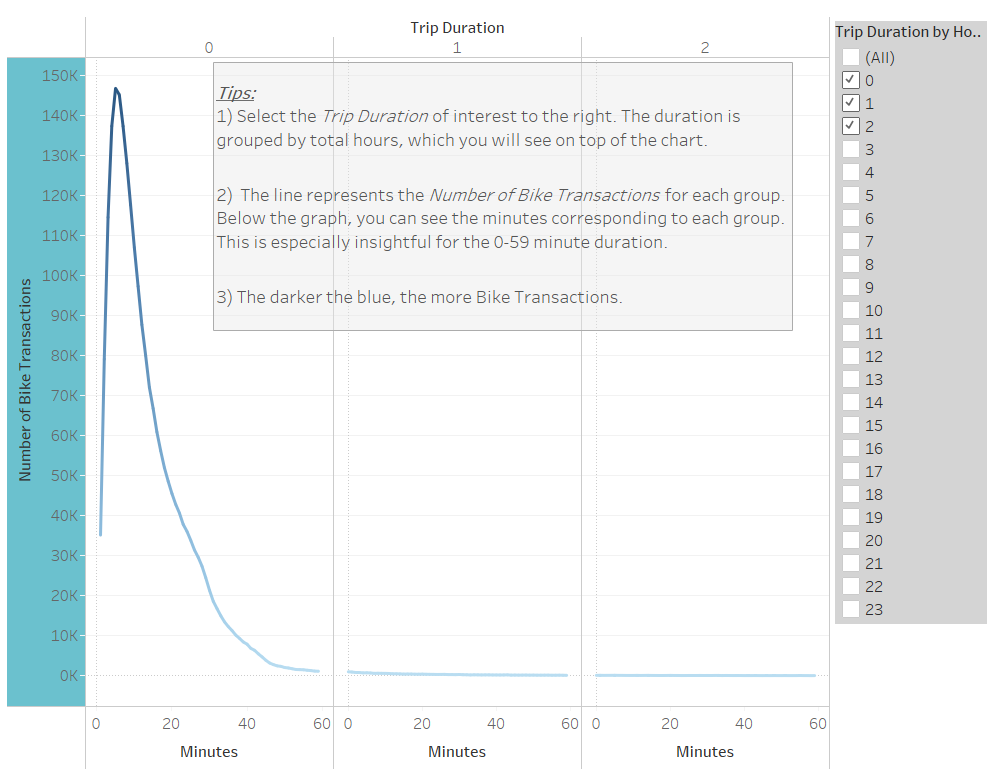 Trip Duration
0 1 2
Number of Bike Transactions
150K
140K
130K
120K
110K
100K
90K
80K
70K
60K
50K
40K
30K
20K
10K
0K
Tips:
1) Select the Trip Duration of interest to the right. The duration is
grouped by total hours, which you will see on top of the chart.
2)  The line represents the Number of Bike Transactions for each group.
Below the graph, you can see the minutes corresponding to each group.
This is especially insightful for the 0-59 minute duration.
3) The darker the blue, the more Bike Transactions.
0 20 40 60 0 20 40 60 0 20 40 60
Minutes Minutes Minutes
Trip Duration by Ho..
(All)
0
1
2
3
4
5
6
7
8
9
10
11
12
13
14
15
16
17
18
19
20
21
22
23